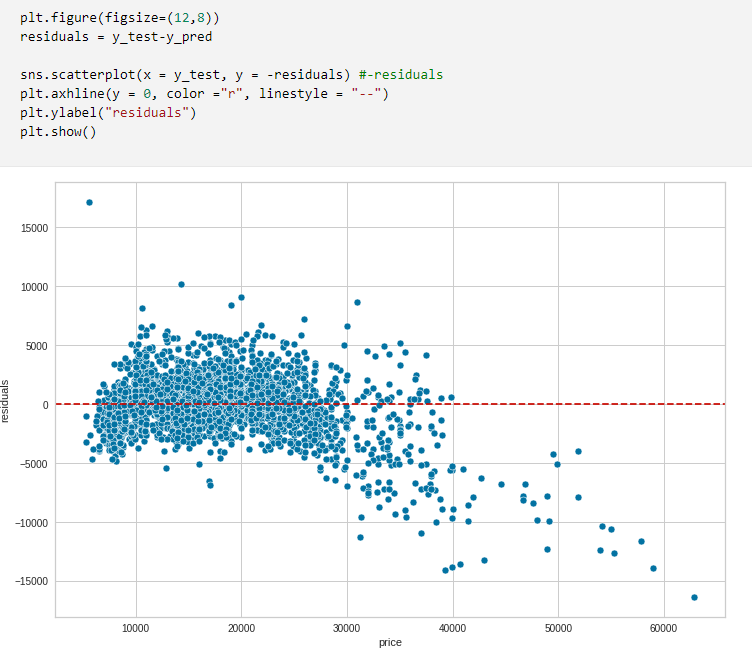 plt.figure(figsize=(12,8))
residuals = y_test-y_pred
sns.scatterplot(x = y_test, y = -residuals) #-residuals
plt.axhline(y = 0, color ="r", linestyle = "--")
plt.ylabel("residuals")
plt.show()
15000
10000
5000
0
−5000
−10000
−15000
residuals
10000 20000 30000 40000 50000 60000
price